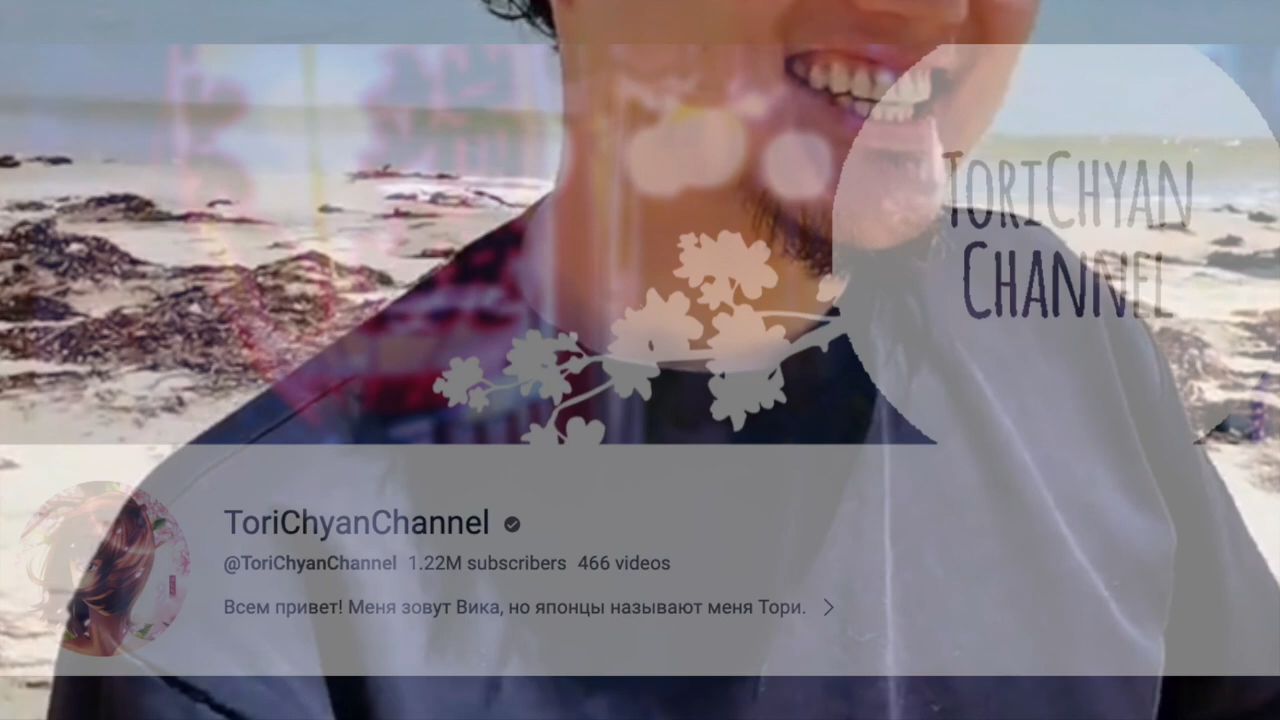 TORICHYAN
CHANNEL
ToriChyanChannel
@ToriChyanChannel 1.22M subscribers 466 videos
Всем привет! Меня зовут Вика, но японцы называют меня Тори.